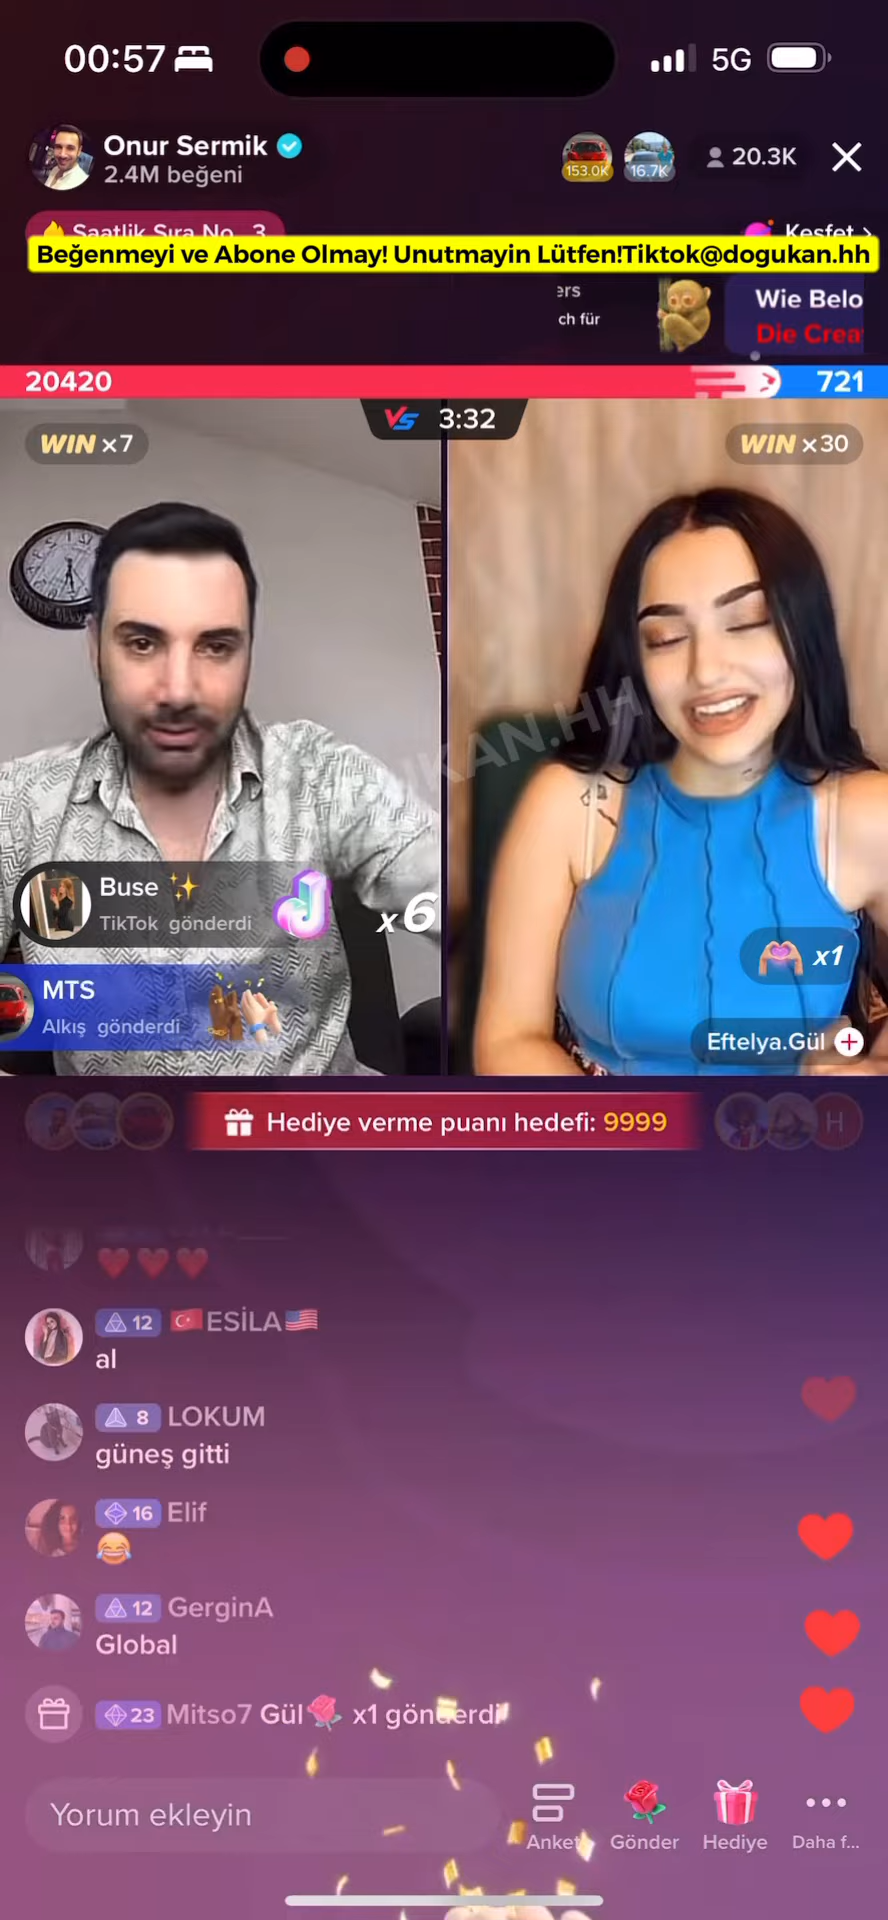 00:57
5G
Onur Sermik
2.4M beğeni
153.0K
16.7K
20.3K
Saatlik Sıra No. 3
Keşfet >
Beğenmeyi ve Abone Olmay! Unutmayin Lütfen!Tiktok@dogukan.hh
ers
ch für
Wie Belo
Die Crea
20420
721
VS 3:32
WIN x7
WIN x30
KAN.HH
Buse ✨
TikTok gönderdi
x6
MTS
Alkış gönderdi
x1
Eftelya.Gül +
Hediye verme puanı hedefi: 9999
H
❤️❤️❤️
12 🇹🇷ESİLA🇺🇸
al
8 LOKUM
güneş gitti
16 Elif
😂
12 GerginA
Global
23 Mitso7 Gül🌹 x1 gönderdi
Yorum ekleyin
Anket
Gönder
Hediye
Daha f...